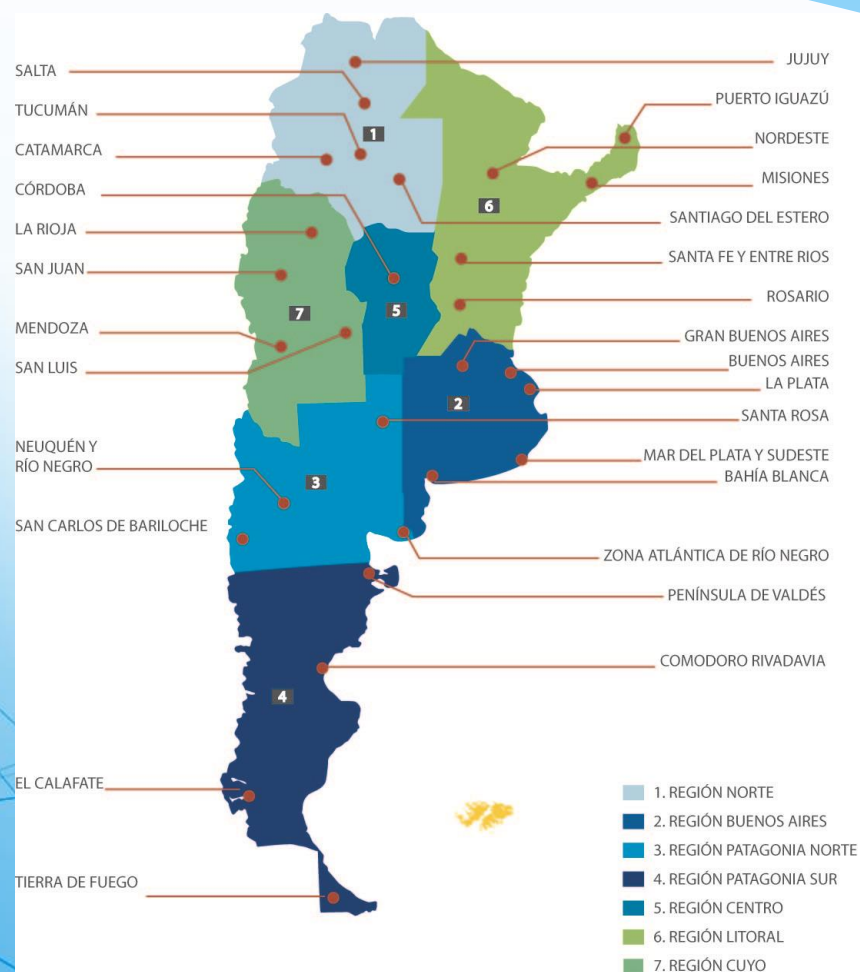 SALTA
TUCUMÁN
CATAMARCA
CÓRDOBA
LA RIOJA
SAN JUAN
MENDOZA
SAN LUIS
NEUQUÉN Y
RÍO NEGRO
SAN CARLOS DE BARILOCHE
EL CALAFATE
TIERRA DE FUEGO
1
6
7
5
2
3
4
JUJUY
PUERTO IGUAZÚ
NORDESTE
MISIONES
SANTIAGO DEL ESTERO
SANTA FE Y ENTRE RIOS
ROSARIO
GRAN BUENOS AIRES
BUENOS AIRES
LA PLATA
SANTA ROSA
MAR DEL PLATA Y SUDESTE
BAHÍA BLANCA
ZONA ATLÁNTICA DE RÍO NEGRO
PENÍNSULA DE VALDÉS
COMODORO RIVADAVIA
1. REGIÓN NORTE
2. REGIÓN BUENOS AIRES
3. REGIÓN PATAGONIA NORTE
4. REGIÓN PATAGONIA SUR
5. REGIÓN CENTRO
6. REGIÓN LITORAL
7. REGIÓN CUYO